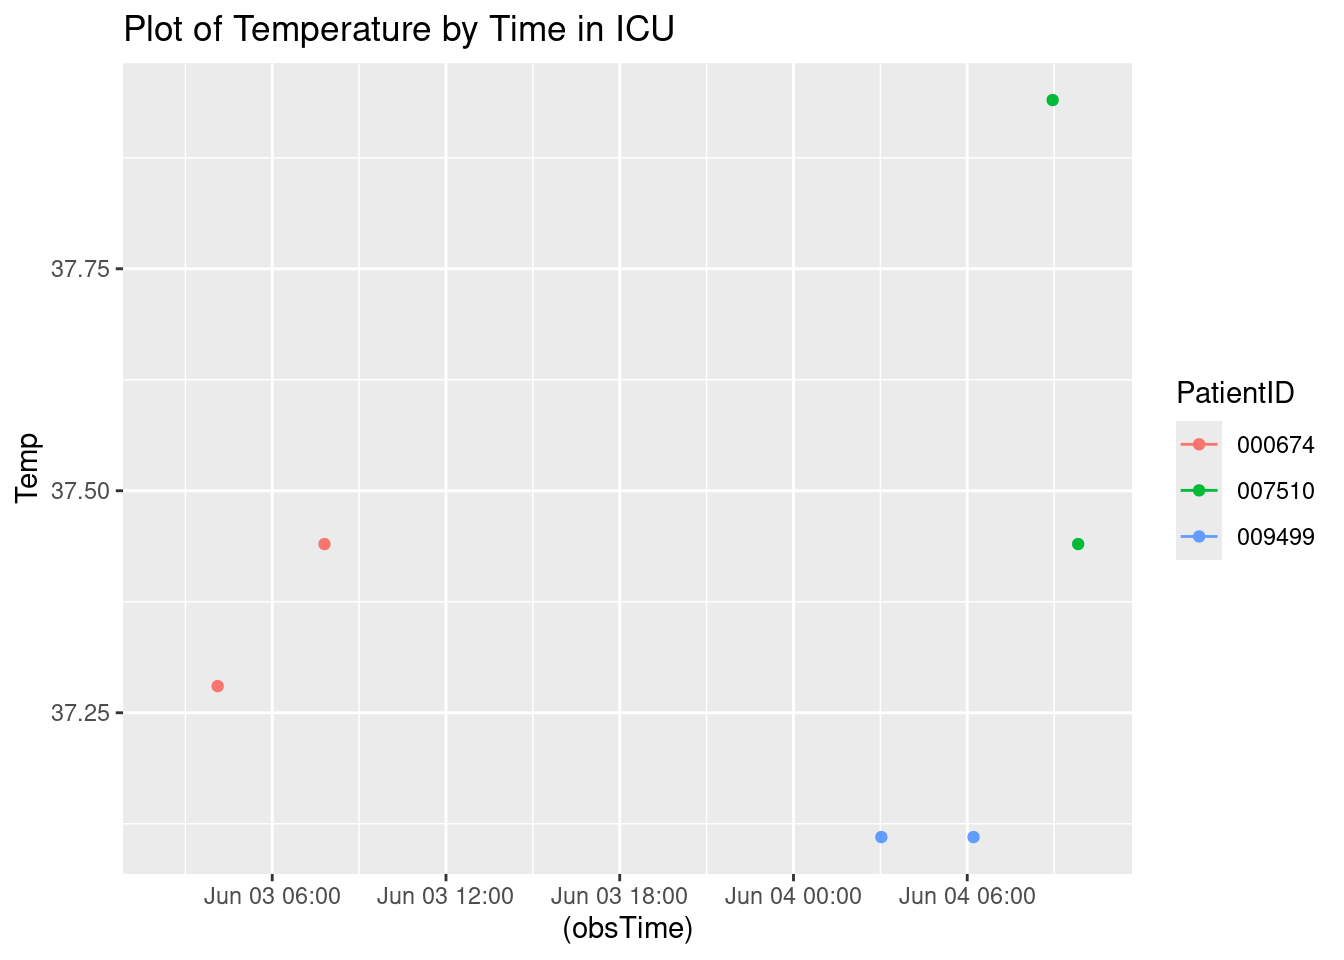 Plot of Temperature by Time in ICU
Temp
37.75
37.50
37.25
Jun 03 06:00
Jun 03 12:00
Jun 03 18:00
Jun 04 00:00
Jun 04 06:00
(obsTime)
PatientID
000674
007510
009499